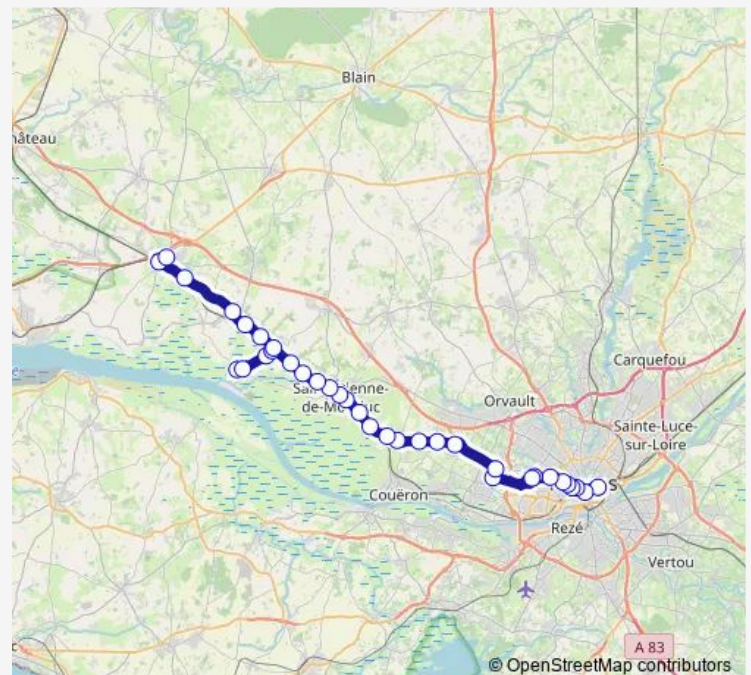 Blain
hâteau
Carquefou
Orvault
Sainte-Luce-
sur-Loire
Couëron
Rezé
Vertou
A 83
© OpenStreetMap contributors